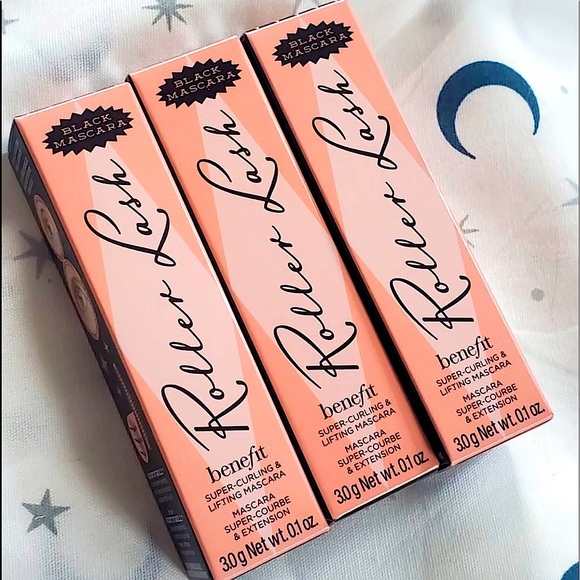 BLACK
MASCARA
Roller Lash
benefit
SUPER-CURLING &
LIFTING MASCARA
MASCARA
SUPER-COURBE
& EXTENSION
3.0 g Net wt. 0.1 oz.
BLACK
MASCARA
Roller Lash
benefit
SUPER-CURLING &
LIFTING MASCARA
MASCARA
SUPER-COURBE
& EXTENSION
3.0 g Net wt. 0.1 oz.
BLACK
MASCARA
Roller Lash
benefit
SUPER-CURLING &
LIFTING MASCARA
MASCARA
SUPER-COURBE
& EXTENSION
3.0 g Net wt. 0.1 oz.